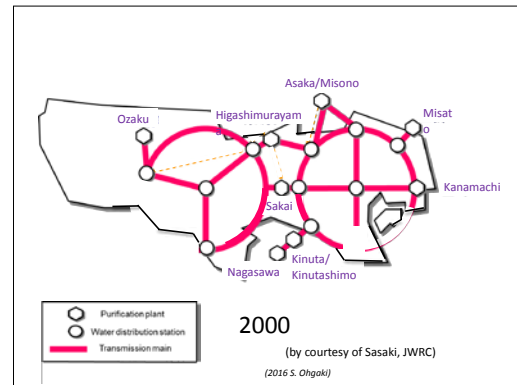 Asaka/Misono
Ozaku
Higashimurayam
Misat
o
Kanamachi
Sakai
Nagasawa
Kinuta/
Kinutashimo
Purification plant
Water distribution station
Transmission main
2000
(by courtesy of Sasaki, JWRC)
(2016 S. Ohgaki)